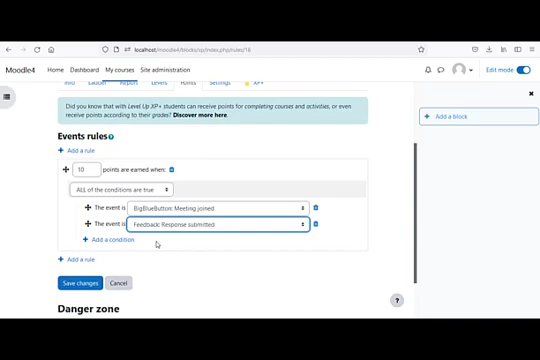 localhost/moodle4/blocks/xp/index.php/rules/16
Moodle4 Home Dashboard My courses Site administration Edit mode
Info Ladder Report Levels Points Settings XP+
Did you know that with Level Up XP+ students can receive points for completing courses and activities, or even
receive points according to their grades? Discover more here.
Events rules
Add a rule
10 points are earned when:
ALL of the conditions are true
The event is BigBlueButton: Meeting joined
The event is Feedback: Response submitted
Add a condition
Add a rule
Save changes Cancel
Danger zone
Add a block
?